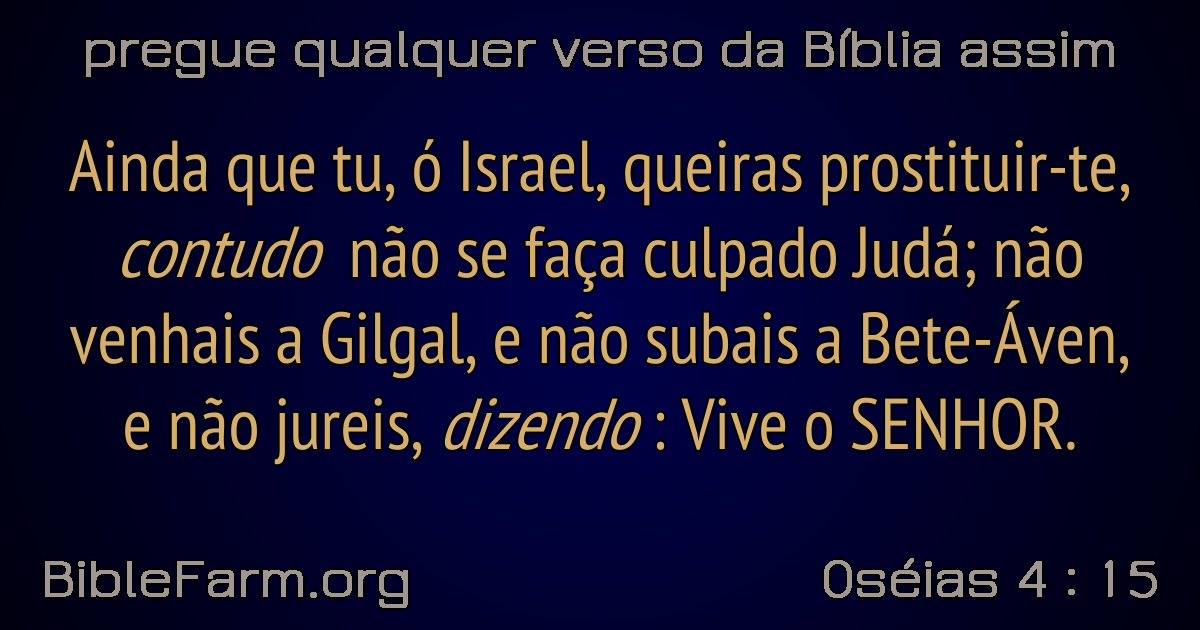 pregue qualquer verso da Bíblia assim
Ainda que tu, ó Israel, queiras prostituir-te,
contudo não se faça culpado Judá; não
venhais a Gilgal, e não subais a Bete-Áven,
e não jureis, dizendo : Vive o SENHOR.
BibleFarm.org
Oséias 4 : 15